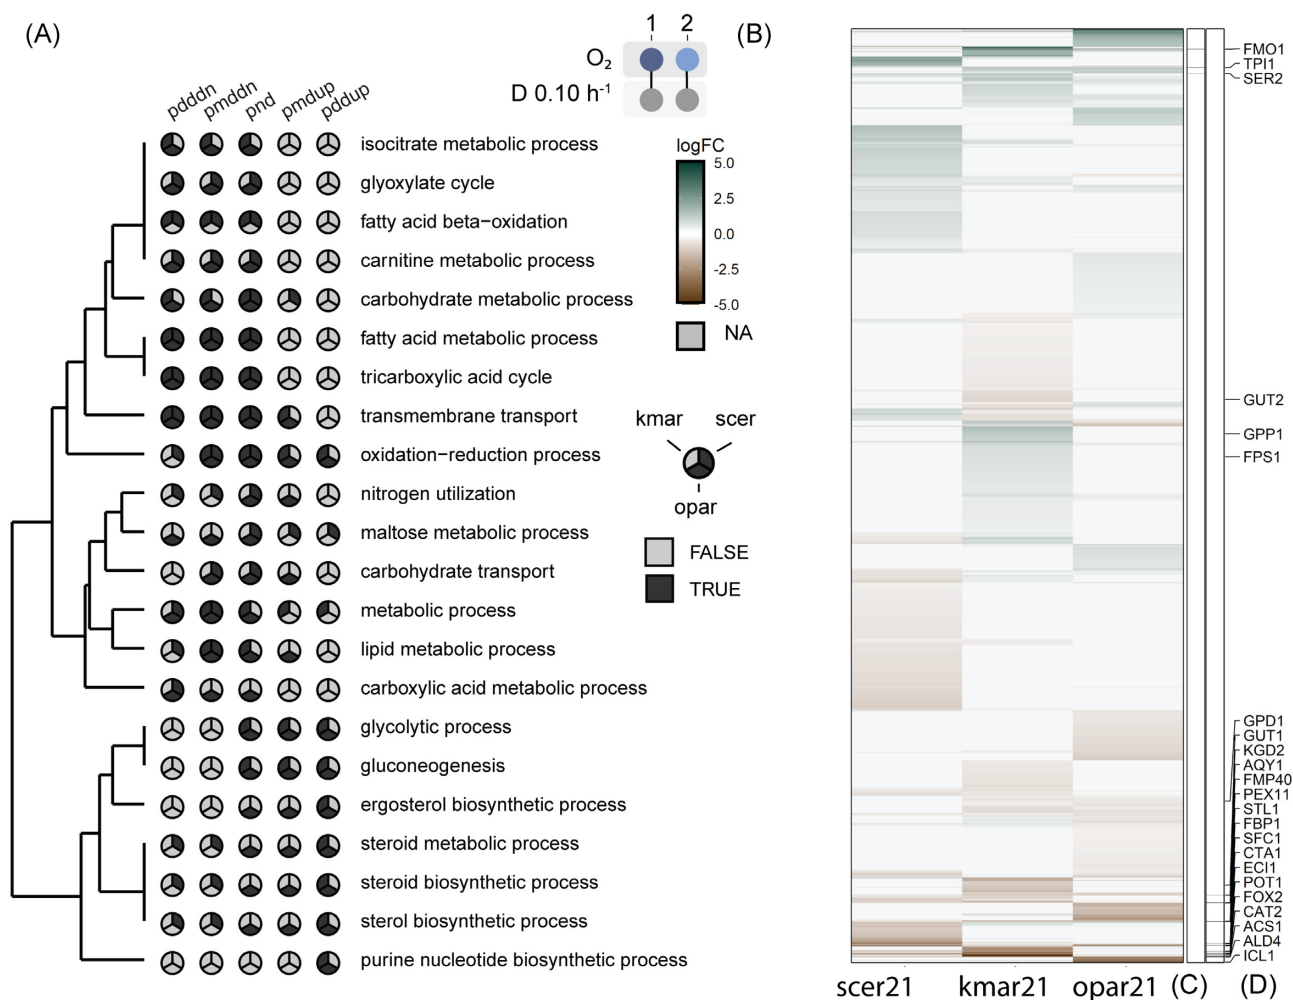 (A)
pdddn
pmddn
pnd
pmdup
pddup
isocitrate metabolic process
glyoxylate cycle
fatty acid beta−oxidation
carnitine metabolic process
carbohydrate metabolic process
fatty acid metabolic process
tricarboxylic acid cycle
transmembrane transport
oxidation−reduction process
nitrogen utilization
maltose metabolic process
carbohydrate transport
metabolic process
lipid metabolic process
carboxylic acid metabolic process
glycolytic process
gluconeogenesis
ergosterol biosynthetic process
steroid metabolic process
steroid biosynthetic process
sterol biosynthetic process
purine nucleotide biosynthetic process
1 2
O₂
D 0.10 h⁻¹
logFC
5.0
2.5
0.0
-2.5
-5.0
NA
kmar scer
opar
FALSE
TRUE
(B)
FMO1
TPI1
SER2
GUT2
GPP1
FPS1
GPD1
GUT1
KGD2
AQY1
FMP40
PEX11
STL1
FBP1
SFC1
CTA1
ECI1
POT1
FOX2
CAT2
ACS1
ALD4
ICL1
scer21 kmar21 opar21 (C) (D)